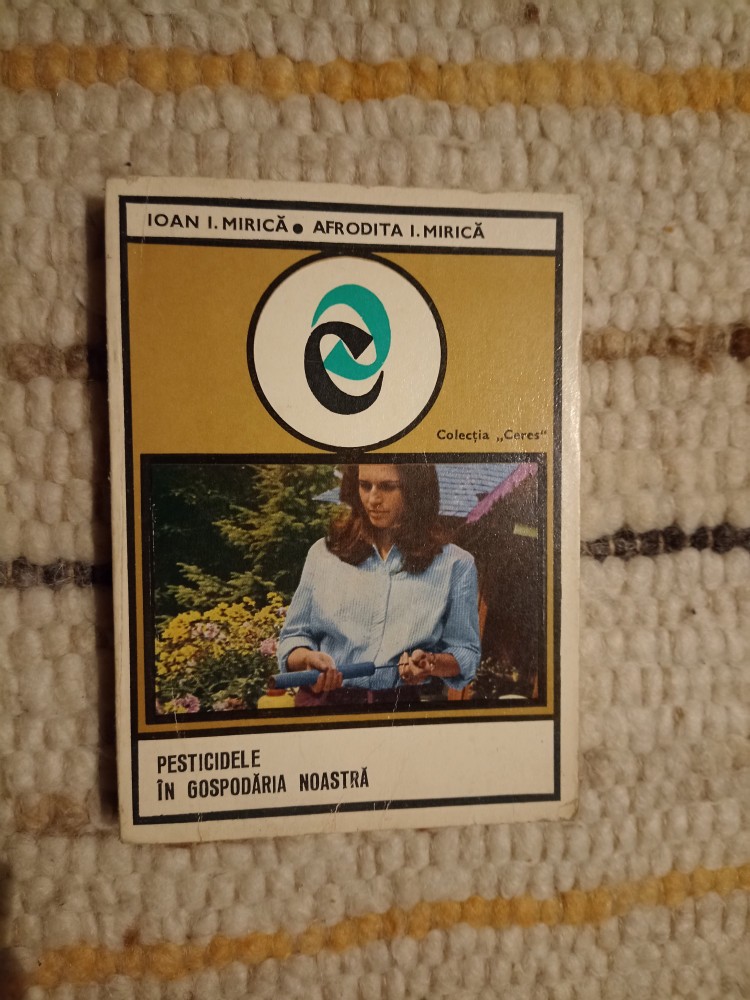 IOAN I. MIRICĂ ● AFRODITA I. MIRICĂ
Colecția „Ceres"
PESTICIDELE
ÎN GOSPODĂRIA NOASTRĂ